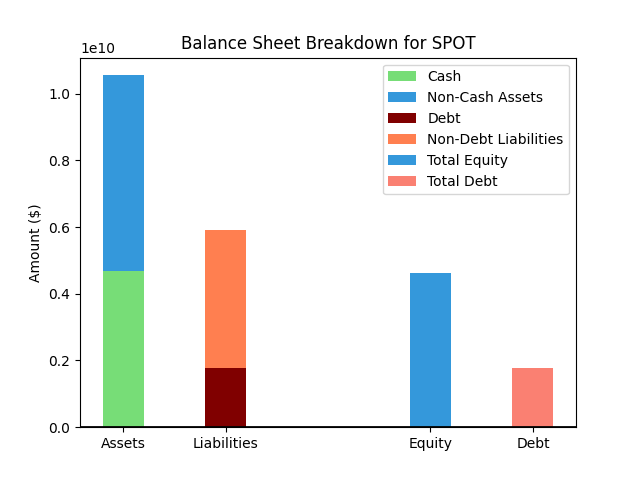 Balance Sheet Breakdown for SPOT
1e10
Cash
Non-Cash Assets
Debt
Non-Debt Liabilities
Total Equity
Total Debt
Amount ($)
1.0
0.8
0.6
0.4
0.2
0.0
Assets Liabilities Equity Debt